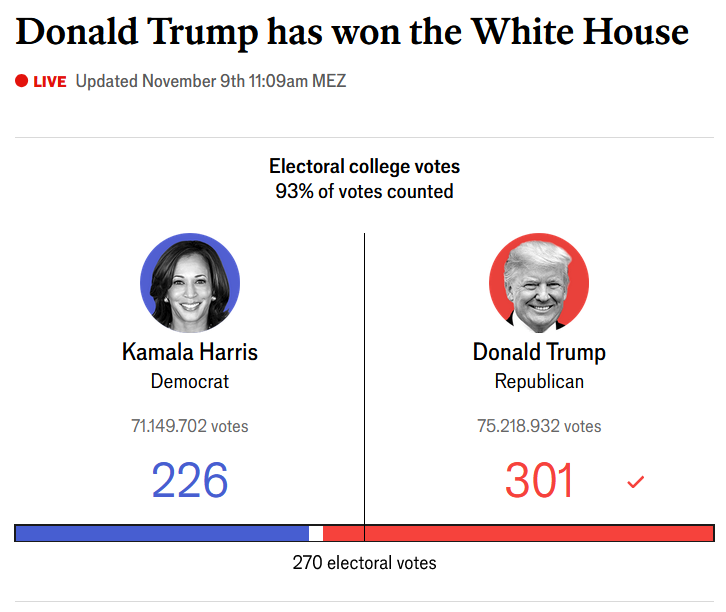 Donald Trump has won the White House
LIVE Updated November 9th 11:09am MEZ
Electoral college votes
93% of votes counted
Kamala Harris
Democrat
71.149.702 votes
226
Donald Trump
Republican
75.218.932 votes
301
270 electoral votes